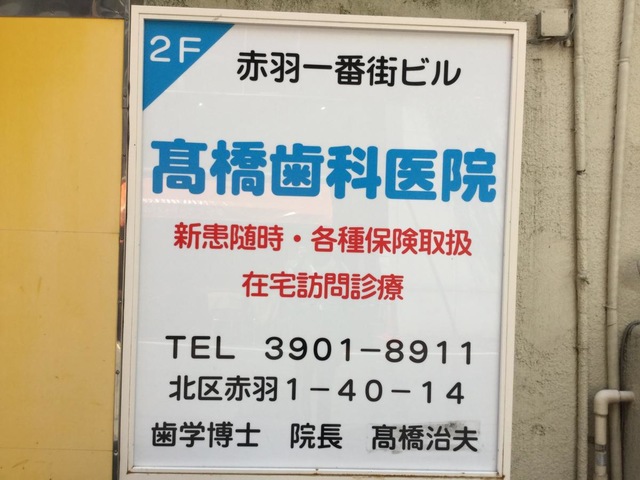 2F
赤羽一番街ビル
髙橋歯科医院
新患随時・各種保険取扱
在宅訪問診療
TEL 3901-8911
北区赤羽1-40-14
歯学博士 院長 髙橋治夫